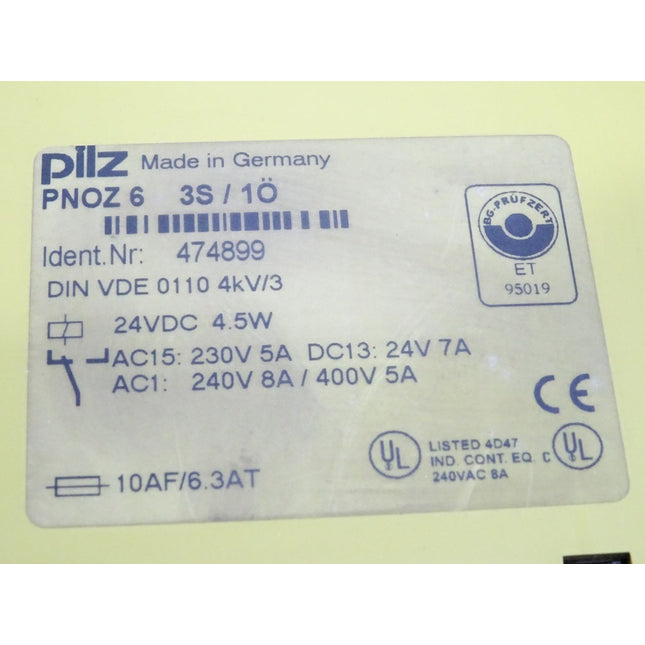 pilz Made in Germany
PNOZ 6 3S / 1Ö
Ident.Nr: 474899
DIN VDE 0110 4kV/3
24VDC 4.5W
AC15: 230V 5A DC13: 24V 7A
AC1: 240V 8A / 400V 5A
10AF/6.3AT
BG-PRÜFZERT
ET
95019
CE
UL
LISTED 4D47
IND. CONT. EQ.
240VAC 8A
C UL